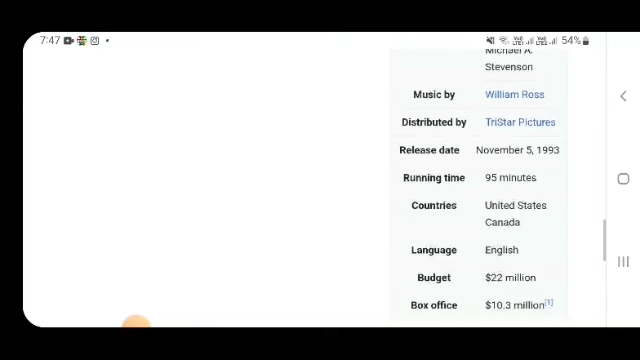 7:47
54%
Michael A.
Stevenson
Music by William Ross
Distributed by TriStar Pictures
Release date November 5, 1993
Running time 95 minutes
Countries United States
Canada
Language English
Budget $22 million
Box office $10.3 million[1]